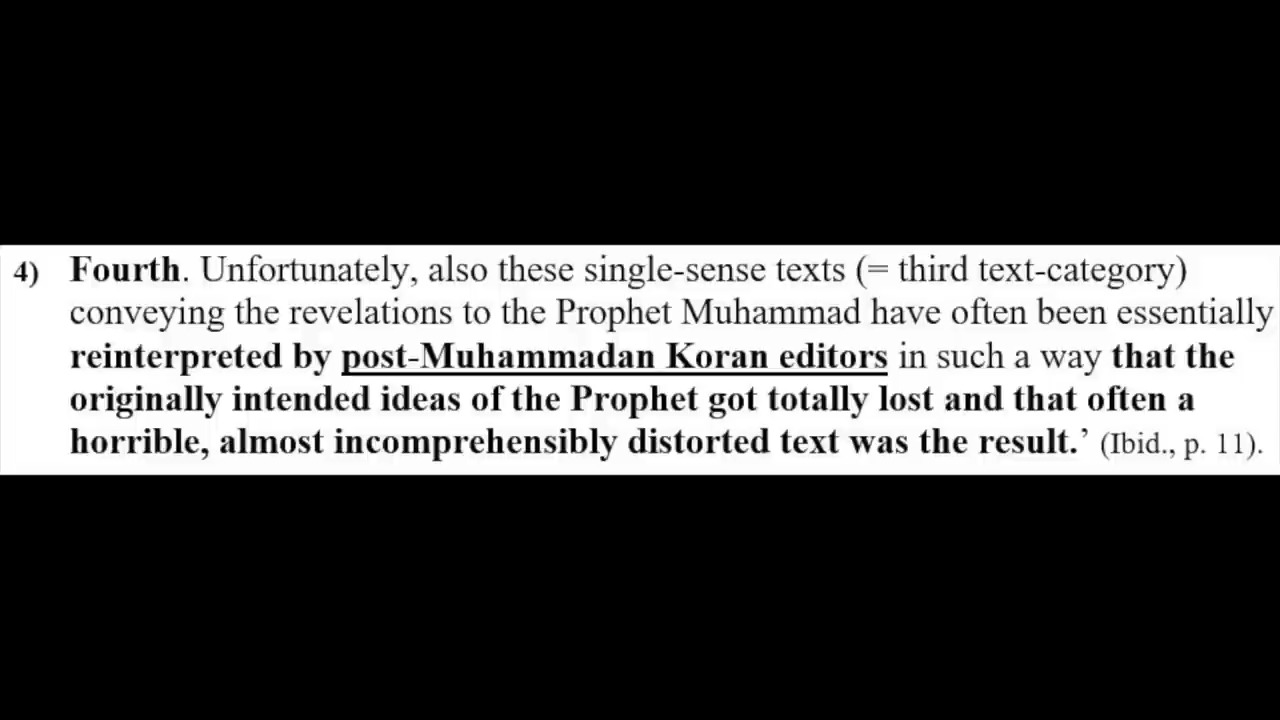 4) Fourth. Unfortunately, also these single-sense texts (= third text-category)
conveying the revelations to the Prophet Muhammad have often been essentially
reinterpreted by post-Muhammadan Koran editors in such a way that the
originally intended ideas of the Prophet got totally lost and that often a
horrible, almost incomprehensibly distorted text was the result.’ (Ibid., p. 11).